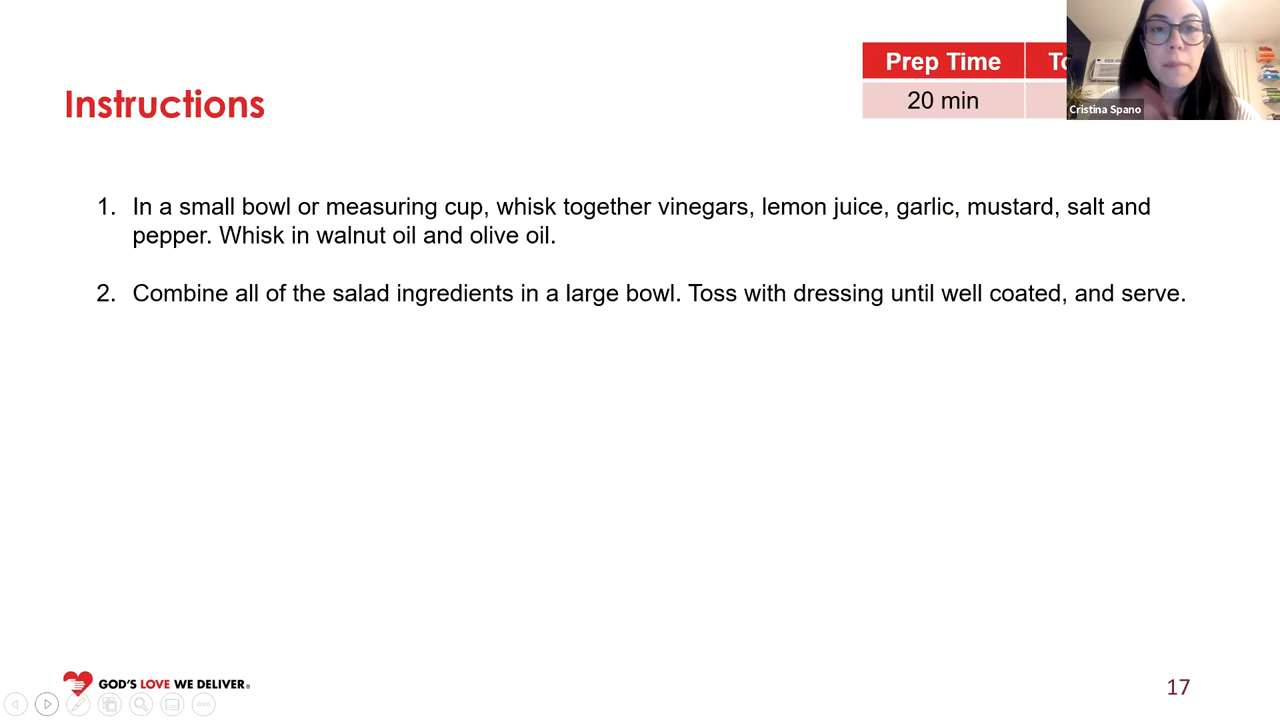 Prep Time
Instructions
20 min
Cristina Spano
1. In a small bowl or measuring cup, whisk together vinegars, lemon juice, garlic, mustard, salt and
pepper. Whisk in walnut oil and olive oil.
2. Combine all of the salad ingredients in a large bowl. Toss with dressing until well coated, and serve.
GOD'S LOVE WE DELIVER®
17